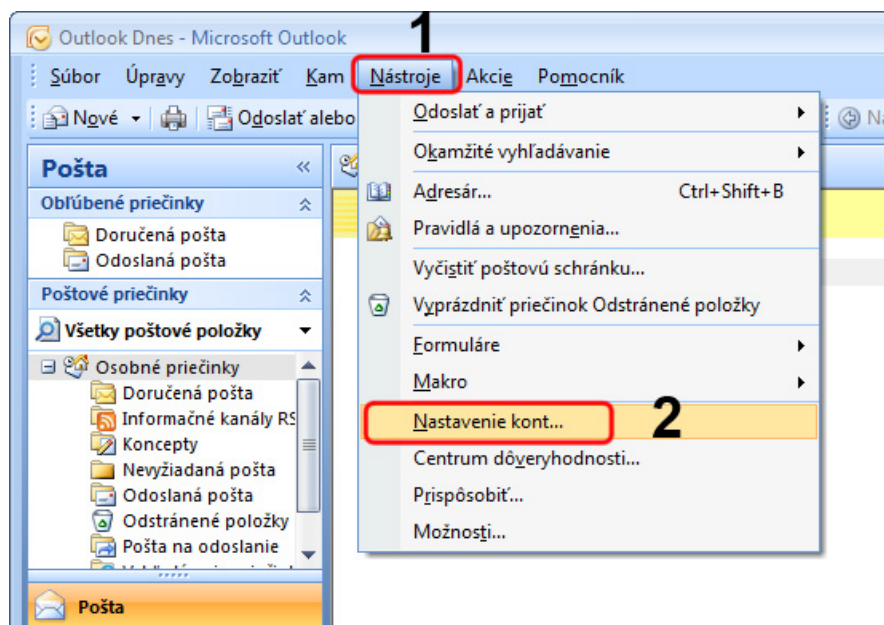 Outlook Dnes - Microsoft Outlook
1
Súbor Úpravy Zobraziť Kam Nástroje Akcie Pomocník
Nové Odoslať alebo
Pošta
Obľúbené priečinky
Doručená pošta
Odoslaná pošta
Poštové priečinky
Všetky poštové položky
Osobné priečinky
Doručená pošta
Informačné kanály RS
Koncepty
Nevyžiadaná pošta
Odoslaná pošta
Odstránené položky
Pošta na odoslanie
Pošta
Odoslať a prijať
Okamžité vyhľadávanie
Adresár... Ctrl+Shift+B
Pravidlá a upozornenia...
Vyčistiť poštovú schránku...
Vyprázdniť priečinok Odstránené položky
Formuláre
Makro
Nastavenie kont... 2
Centrum dôveryhodnosti...
Prispôsobiť...
Možnosti...